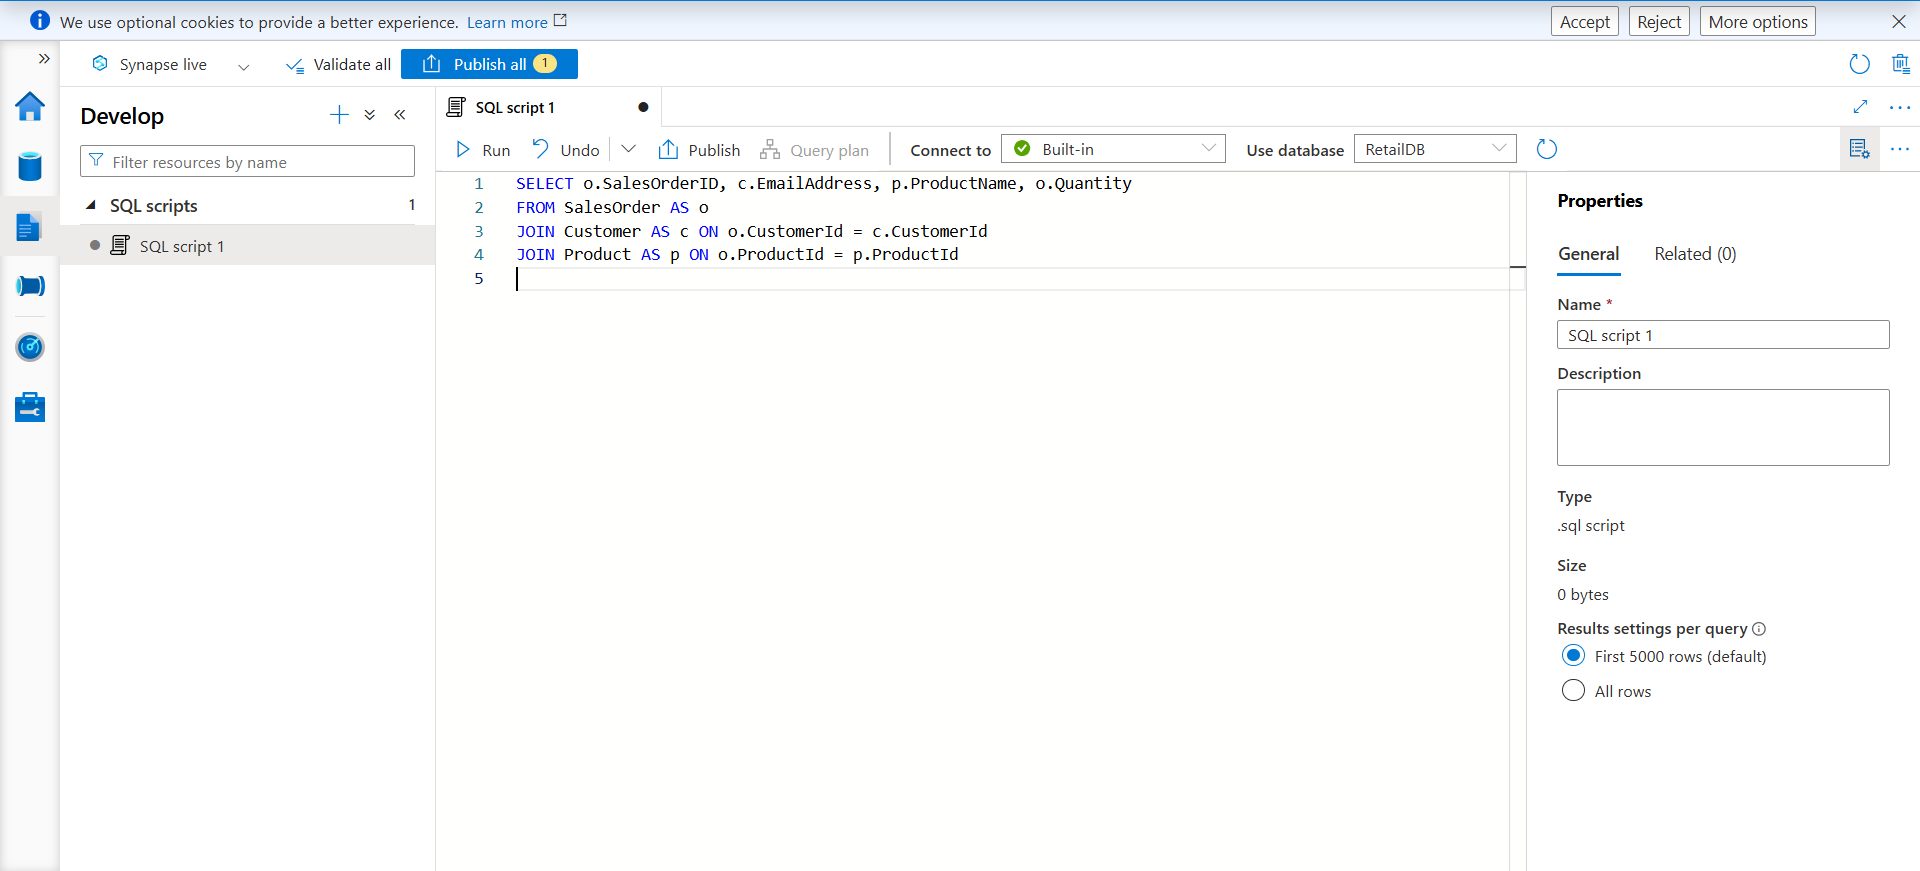 We use optional cookies to provide a better experience. Learn more
Accept
Reject
More options
Synapse live
Validate all
Publish all 1
Develop
Filter resources by name
SQL scripts 1
SQL script 1
SQL script 1
Run
Undo
Publish
Query plan
Connect to
Built-in
Use database
RetailDB
1 SELECT o.SalesOrderID, c.EmailAddress, p.ProductName, o.Quantity
2 FROM SalesOrder AS o
3 JOIN Customer AS c ON o.CustomerId = c.CustomerId
4 JOIN Product AS p ON o.ProductId = p.ProductId
5
Properties
General
Related (0)
Name *
SQL script 1
Description
Type
.sql script
Size
0 bytes
Results settings per query
First 5000 rows (default)
All rows